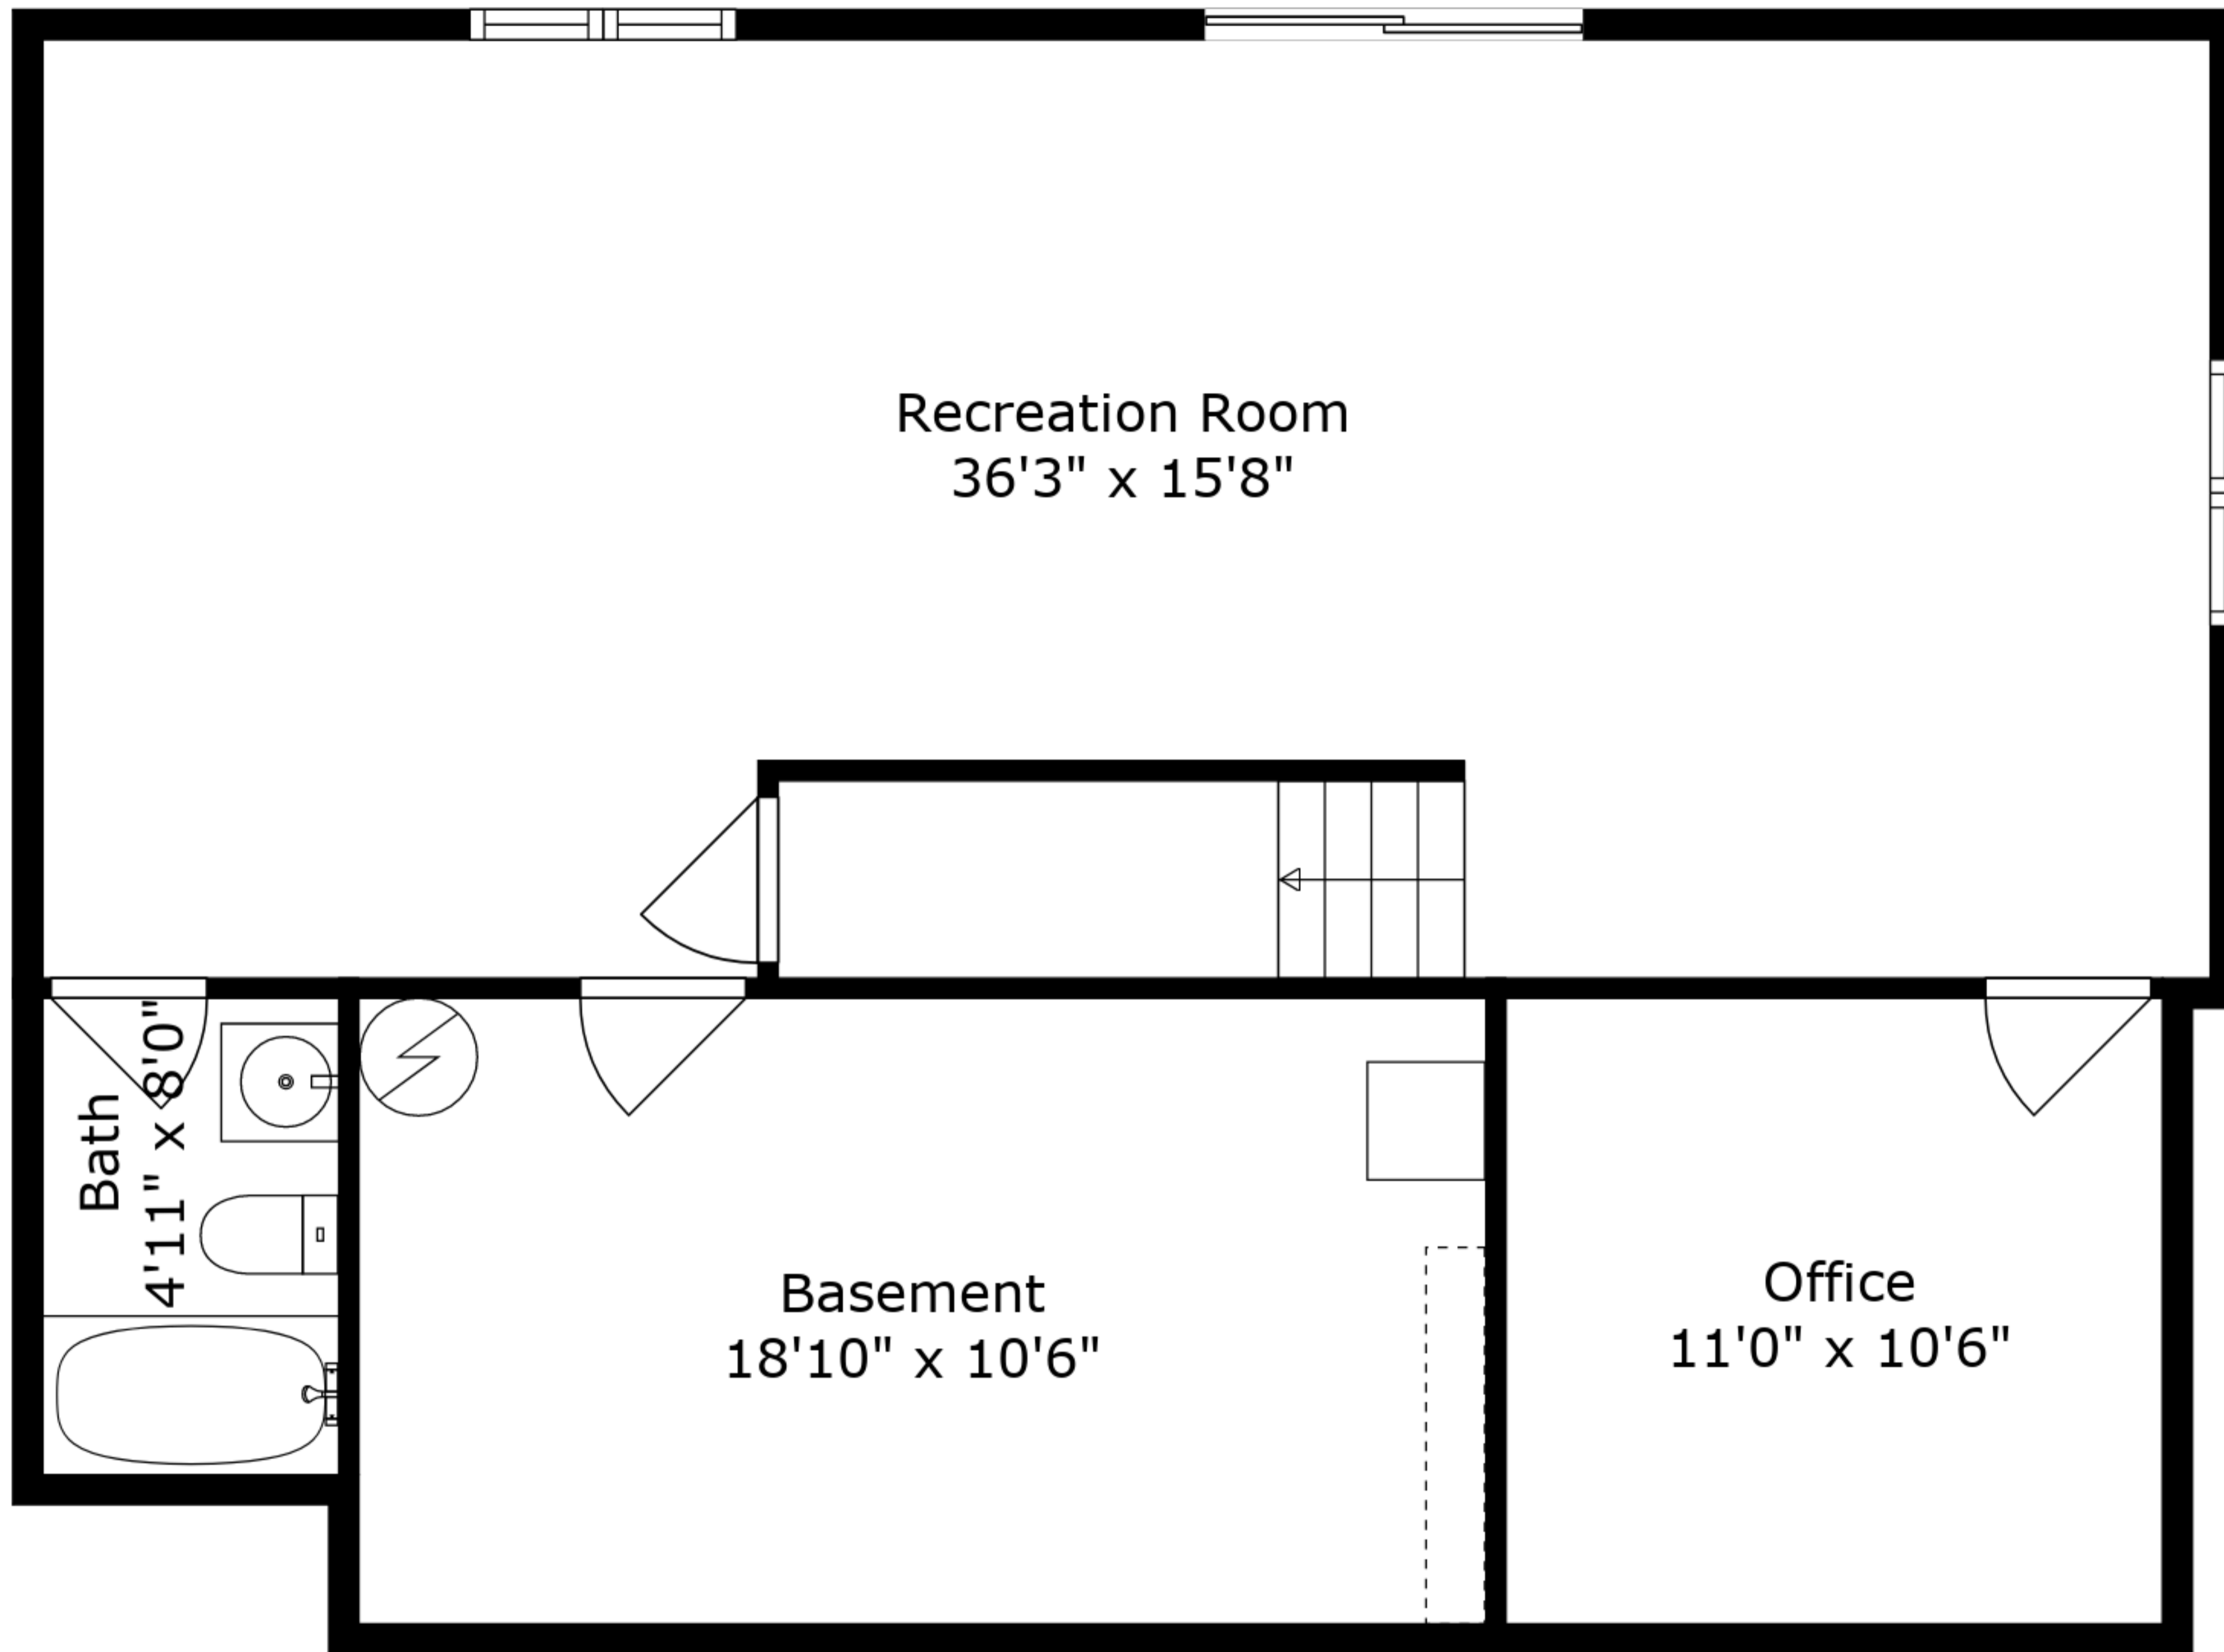 Recreation Room
36'3" x 15'8"
Bath
4'11" x 8'0"
Basement
18'10" x 10'6"
Office
11'0" x 10'6"